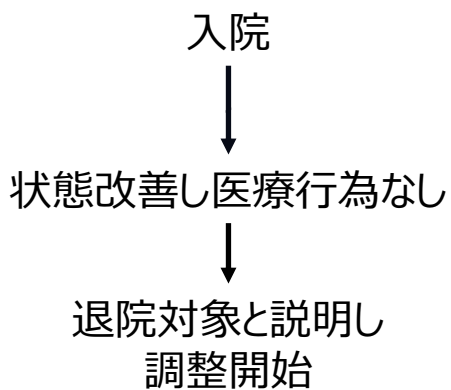 入院
状態改善し医療行為なし
退院対象と説明し
調整開始